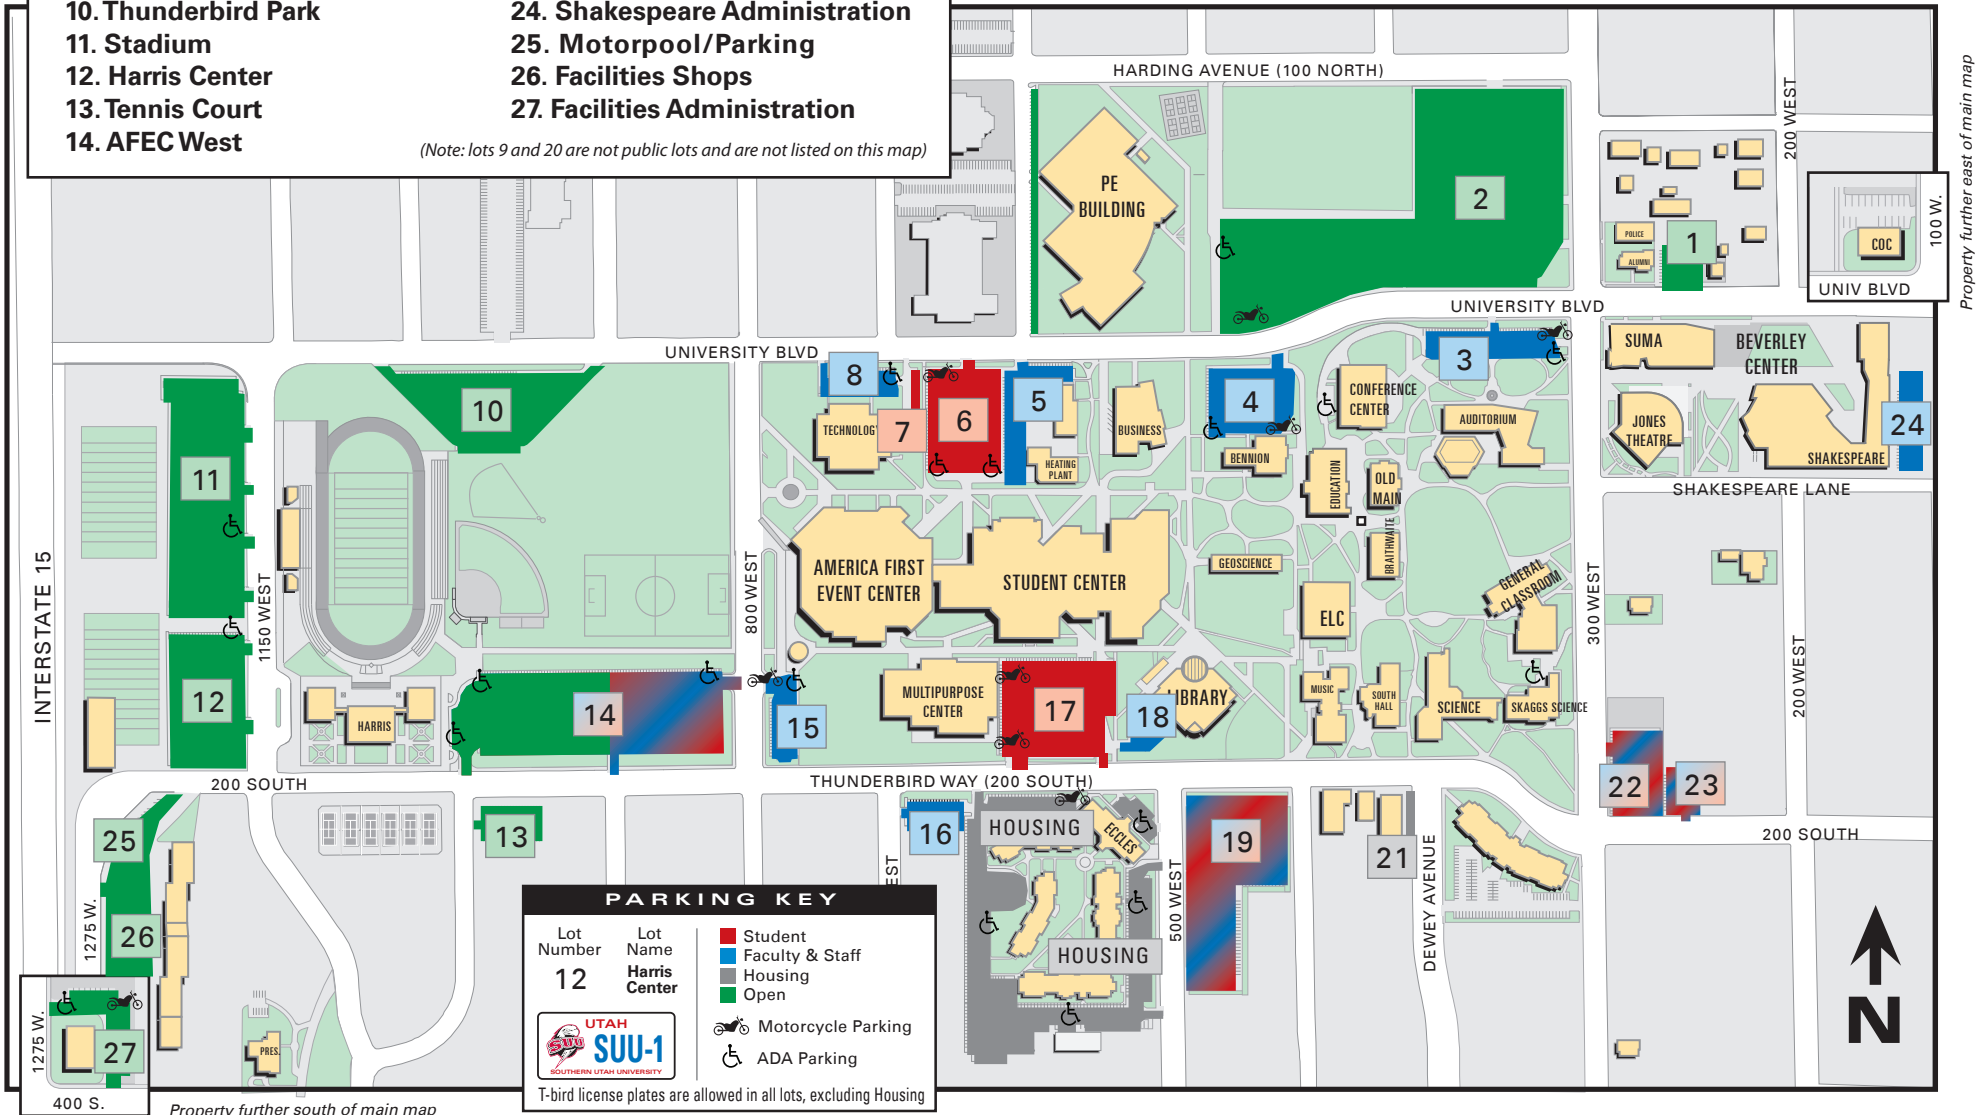 10. Thunderbird Park
11. Stadium
12. Harris Center
13. Tennis Court
14. AFEC West
24. Shakespeare Administration
25. Motorpool/Parking
26. Facilities Shops
27. Facilities Administration
(Note: lots 9 and 20 are not public lots and are not listed on this map)
HARDING AVENUE (100 NORTH)
200 WEST
Property further east of main map
PE
BUILDING
2
POLICE
ALUMNI
1
COC
100 W.
UNIV BLVD
UNIVERSITY BLVD
UNIVERSITY BLVD
SUMA
BEVERLEY
CENTER
JONES
THEATRE
SHAKESPEARE
24
SHAKESPEARE LANE
3
CONFERENCE
CENTER
AUDITORIUM
4
BENNION
5
HEATING
PLANT
BUSINESS
6
7
8
10
11
12
EDUCATION
OLD
MAIN
BRAITHWAITE
GEOSCIENCE
ELC
GENERAL
CLASSROOM
AMERICA FIRST
EVENT CENTER
STUDENT CENTER
INTERSTATE 15
1150 WEST
800 WEST
300 WEST
200 WEST
HARRIS
14
15
MULTIPURPOSE
CENTER
17
18
LIBRARY
MUSIC
SOUTH
HALL
SCIENCE
SKAGGS SCIENCE
22
23
200 SOUTH
THUNDERBIRD WAY (200 SOUTH)
200 SOUTH
25
13
16
HOUSING
ECCLES
19
21
DEWEY AVENUE
500 WEST
HOUSING
1275 W.
26
27
1275 W.
400 S.
PRES.
Property further south of main map
PARKING KEY
Lot
Number
12
Lot
Name
Harris
Center
Student
Faculty & Staff
Housing
Open
Motorcycle Parking
ADA Parking
UTAH
SUU
SUU-1
SOUTHERN UTAH UNIVERSITY
T-bird license plates are allowed in all lots, excluding Housing
N